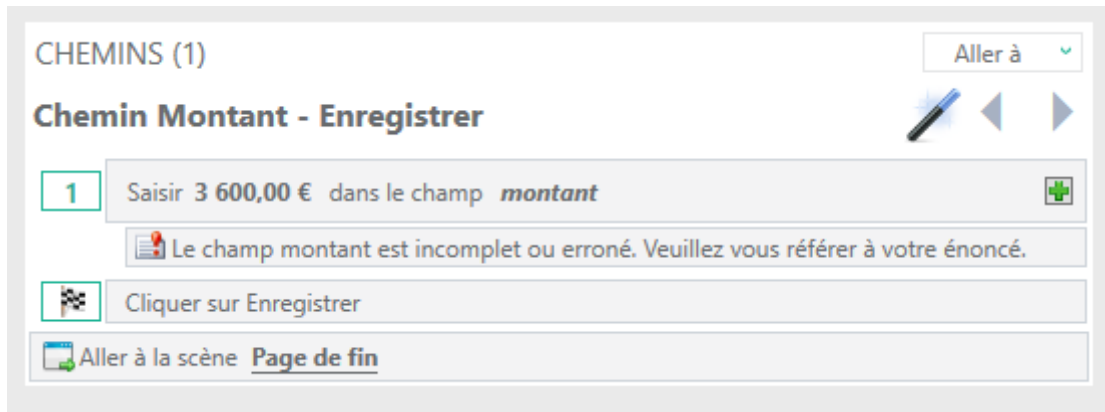 CHEMINS (1)
Aller à
Chemin Montant - Enregistrer
1 Saisir 3 600,00 € dans le champ montant
Le champ montant est incomplet ou erroné. Veuillez vous référer à votre énoncé.
Cliquer sur Enregistrer
Aller à la scène Page de fin